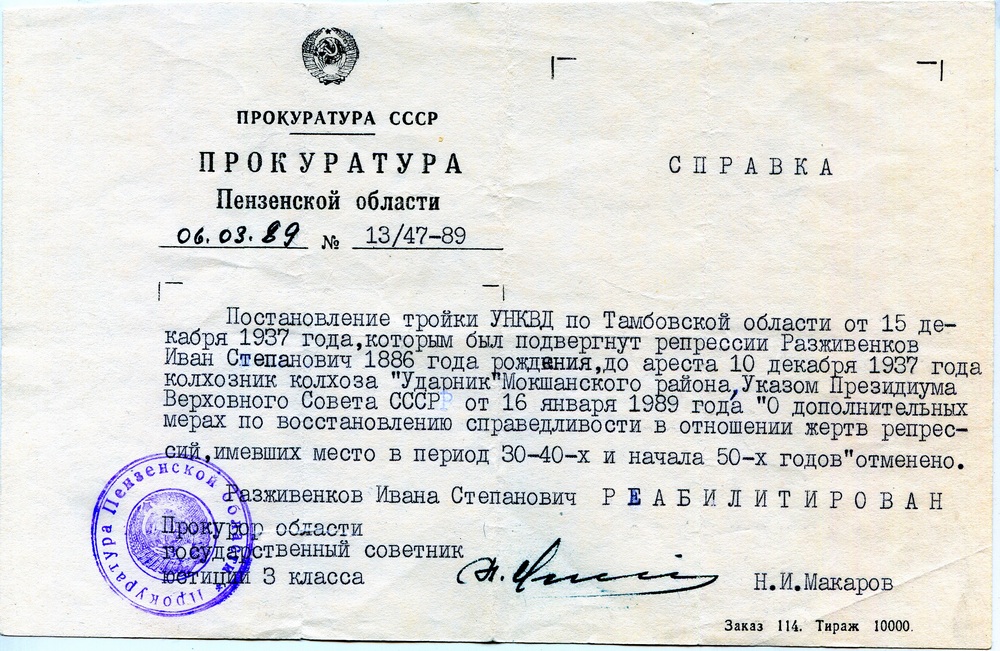 ПРОКУРАТУРА СССР
ПРОКУРАТУРА
Пензенской области
06.03.89 № 13/47-89
СПРАВКА
Постановление тройки УНКВД по Тамбовской области от 15 де-
кабря 1937 года,которым был подвергнут репрессии Разживенков
Иван Степанович 1886 года рождения,до ареста 10 декабря 1937 года
колхозник колхоза "Ударник"Мокшанского района,Указом Президиума
Верховного Совета СССР от 16 января 1989 года "О дополнительных
мерах по восстановлению справедливости в отношении жертв репрес-
сий,имевших место в период 30-40-х и начала 50-х годов"отменено.
Разживенков Ивана Степанович РЕАБИЛИТИРОВАН
Прокурор области
государственный советник
юстиции 3 класса
Н.И.Макаров
прокуратура Пензенской области
Заказ 114. Тираж 10000.